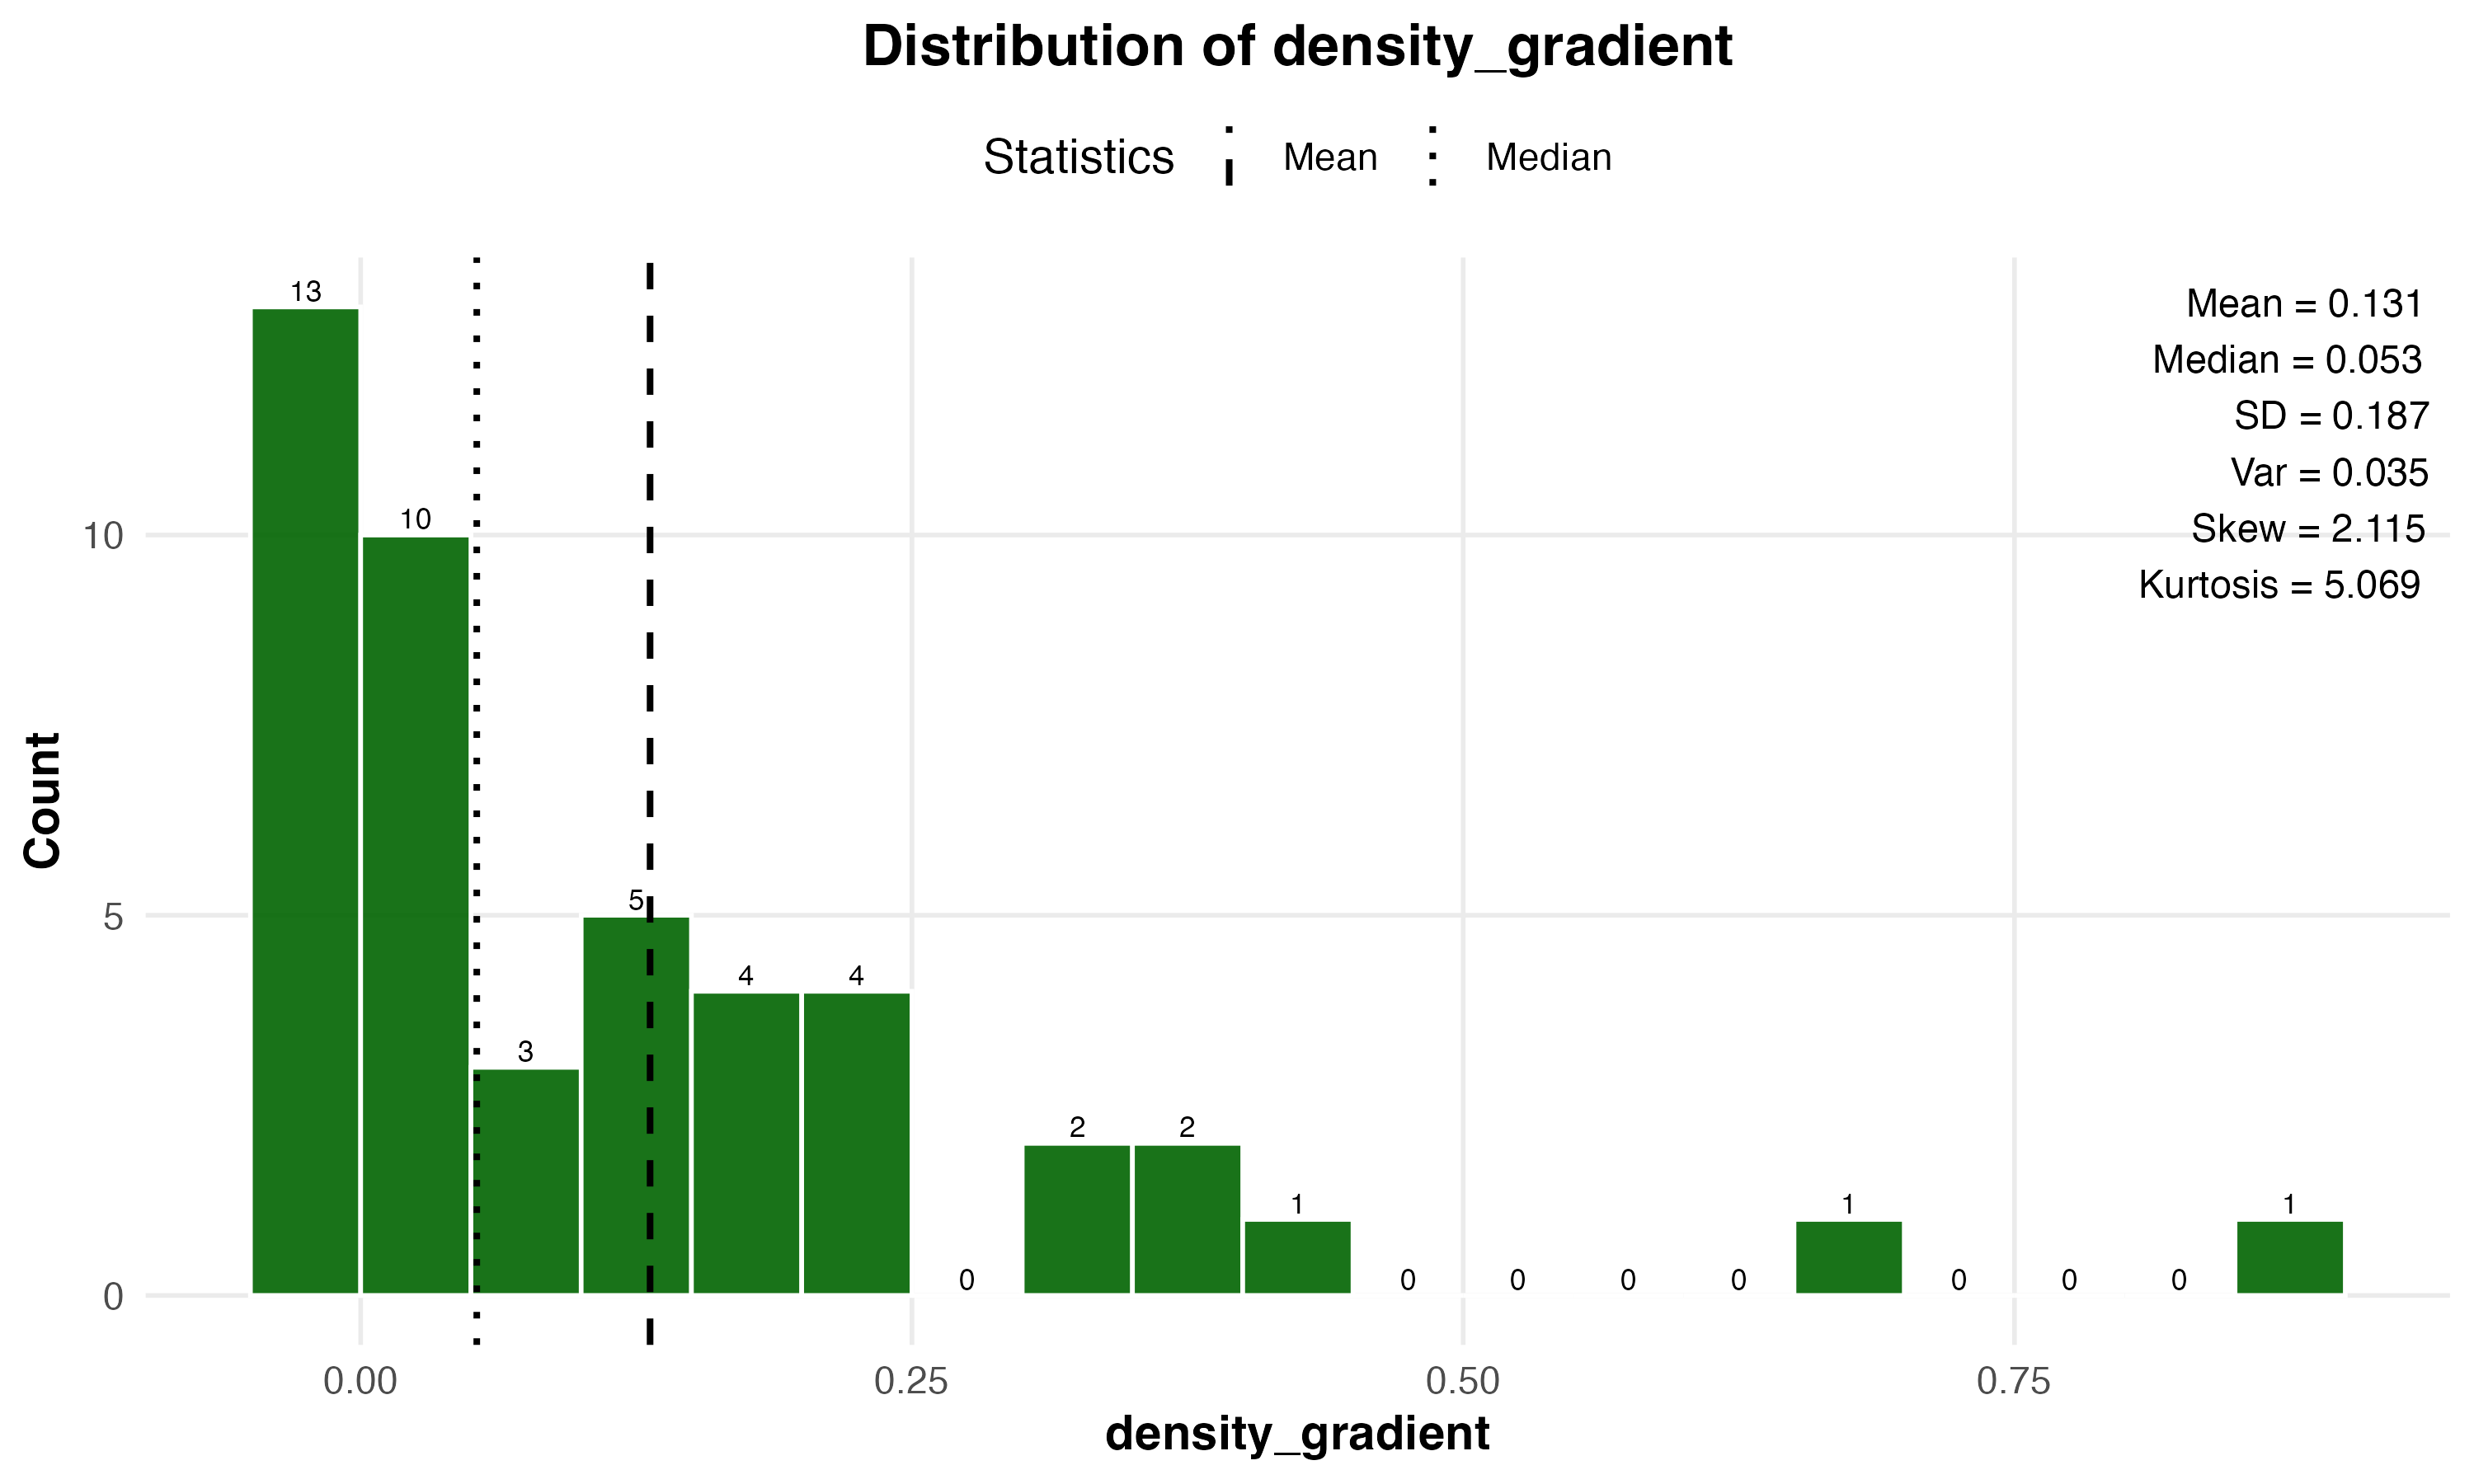 Distribution of density_gradient
Statistics Mean Median
Mean = 0.131
Median = 0.053
SD = 0.187
Var = 0.035
Skew = 2.115
Kurtosis = 5.069
Count
10
5
0
13
10
3
5
4
4
0
2
2
1
0
0
0
0
1
0
0
0
1
0.00 0.25 0.50 0.75
density_gradient